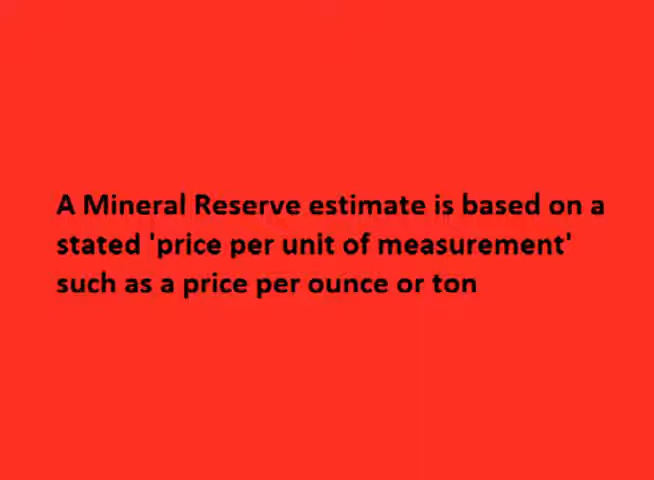 A Mineral Reserve estimate is based on a
stated 'price per unit of measurement'
such as a price per ounce or ton